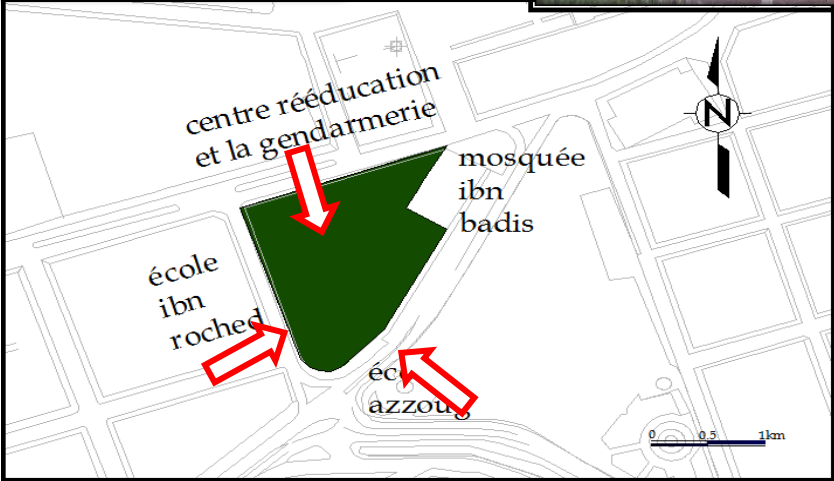 centre rééducation
et la gendarmerie
N
mosquée
ibn
badis
école
ibn
roched
azzoug
0 0.5 1km